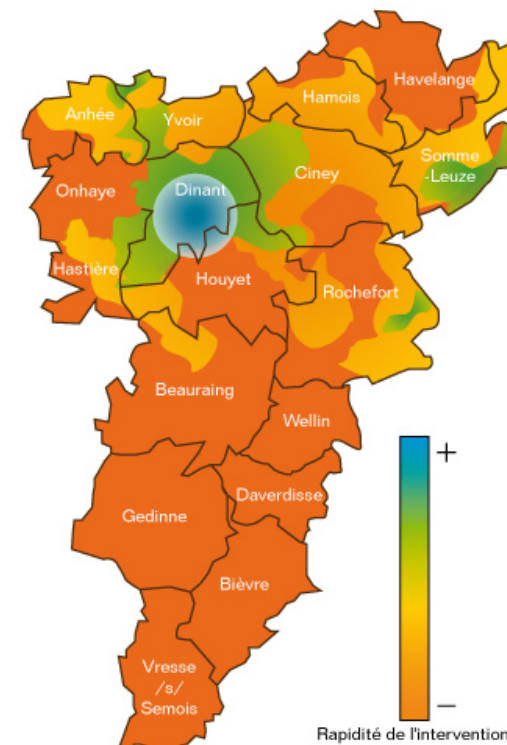 Havelange
Hamois
Anhée
Yvoir
Somme
-Leuze
Ciney
Onhaye
Dinant
Hastière
Houyet
Rochefort
Beauraing
Wellin
Daverdisse
Gedinne
Bièvre
Vresse
/s/
Semois
+
–
Rapidité de l'intervention